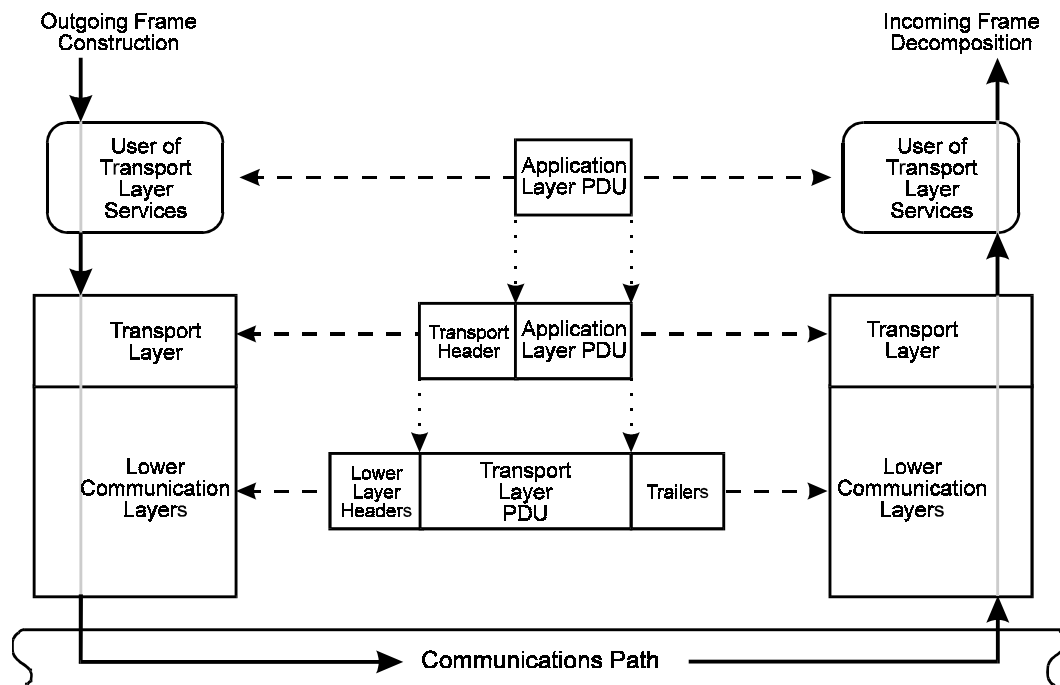 Outgoing Frame
Construction
Incoming Frame
Decomposition
User of
Transport
Layer
Services
Application
Layer PDU
User of
Transport
Layer
Services
Transport
Layer
Transport
Header
Application
Layer PDU
Transport
Layer
Lower
Communication
Layers
Lower
Layer
Headers
Transport
Layer
PDU
Trailers
Lower
Communication
Layers
Communications Path